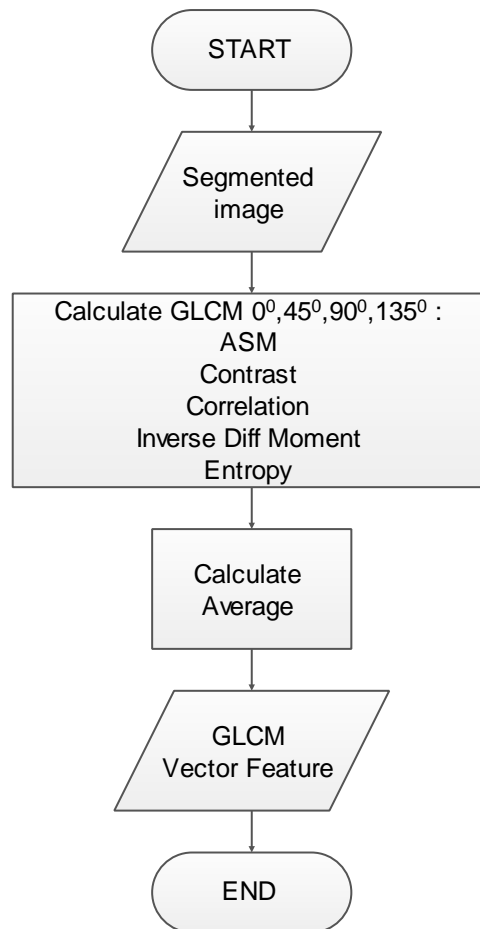 START
Segmented
image
Calculate GLCM 0⁰,45⁰,90⁰,135⁰ :
ASM
Contrast
Correlation
Inverse Diff Moment
Entropy
Calculate
Average
GLCM
Vector Feature
END